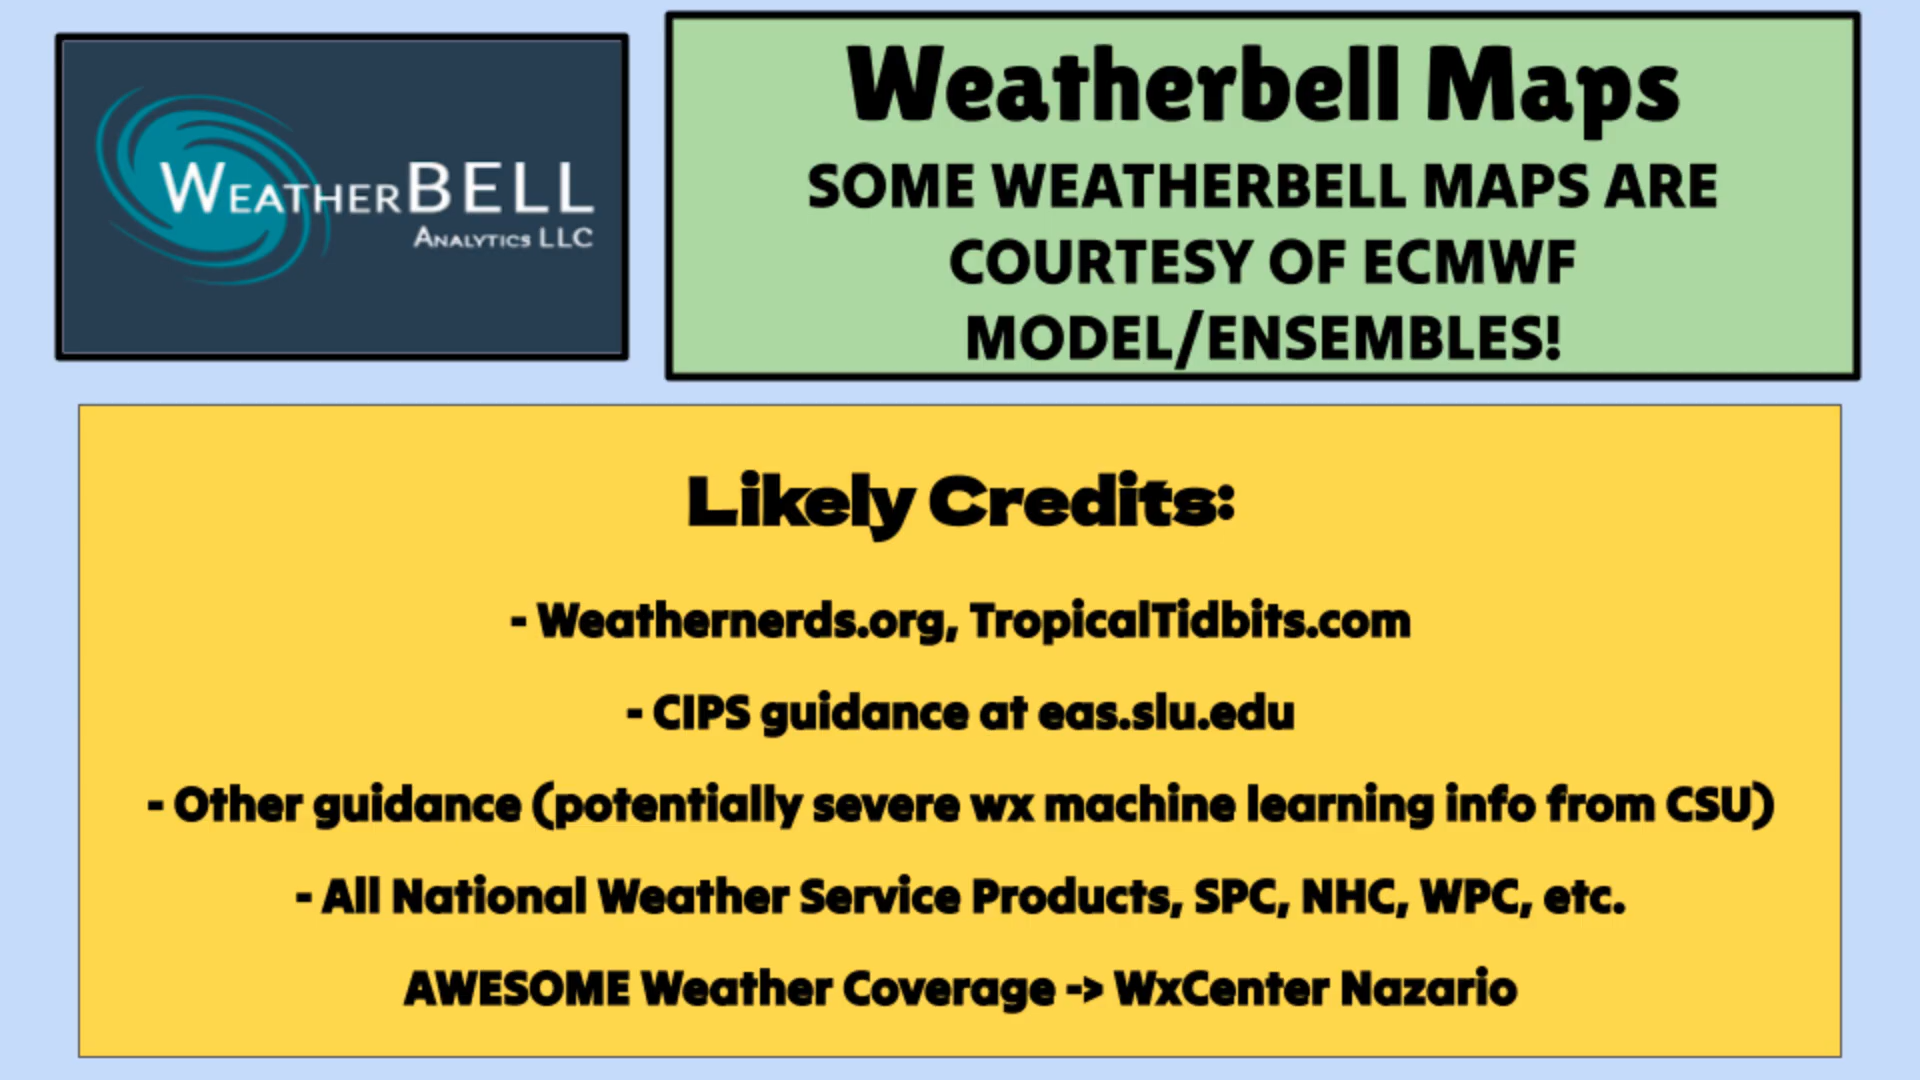 WEATHERBELL
ANALYTICS LLC
Weatherbell Maps
SOME WEATHERBELL MAPS ARE
COURTESY OF ECMWF
MODEL/ENSEMBLES!
Likely Credits:
- Weathernerds.org, TropicalTidbits.com
- CIPS guidance at eas.slu.edu
- Other guidance (potentially severe wx machine learning info from CSU)
- All National Weather Service Products, SPC, NHC, WPC, etc.
AWESOME Weather Coverage -> WxCenter Nazario